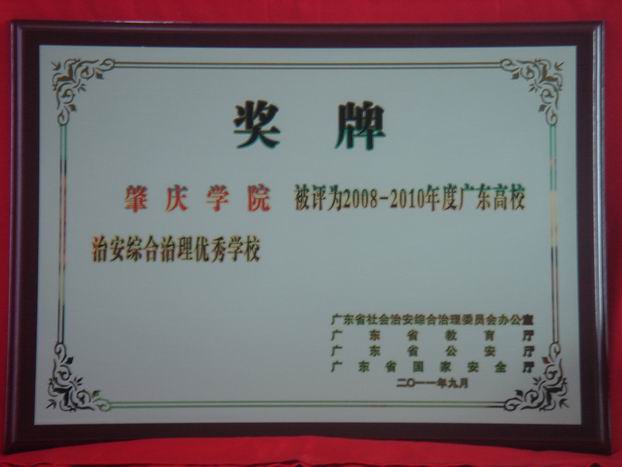 奖牌
肇庆学院 被评为2008-2010年度广东高校
治安综合治理优秀学校
广东省社会治安综合治理委员会办公室
广东省教育厅
广东省公安厅
广东省国家安全厅
二〇一一年九月